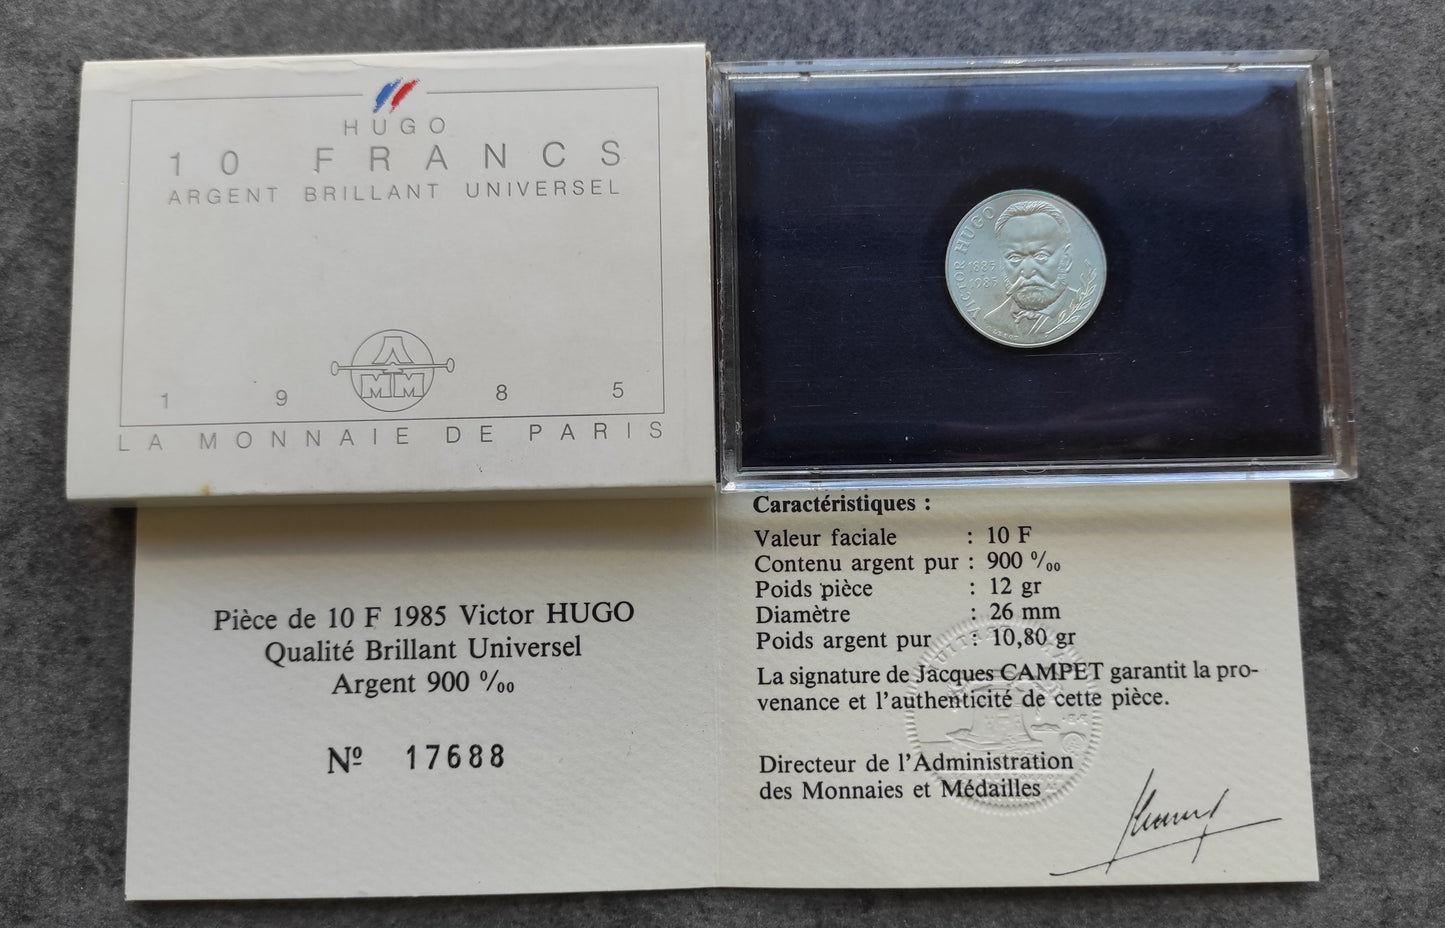 HUGO
10 FRANCS
ARGENT BRILLANT UNIVERSEL
AMM
1 9 8 5
LA MONNAIE DE PARIS
VICTOR HUGO
1885
1985
Pièce de 10 F 1985 Victor HUGO
Qualité Brillant Universel
Argent 900 ‰
Nº 17688
Caractéristiques :
Valeur faciale : 10 F
Contenu argent pur : 900 ‰
Poids pièce : 12 gr
Diamètre : 26 mm
Poids argent pur : 10,80 gr
La signature de Jacques CAMPET garantit la pro-
venance et l'authenticité de cette pièce.
Directeur de l'Administration
des Monnaies et Médailles